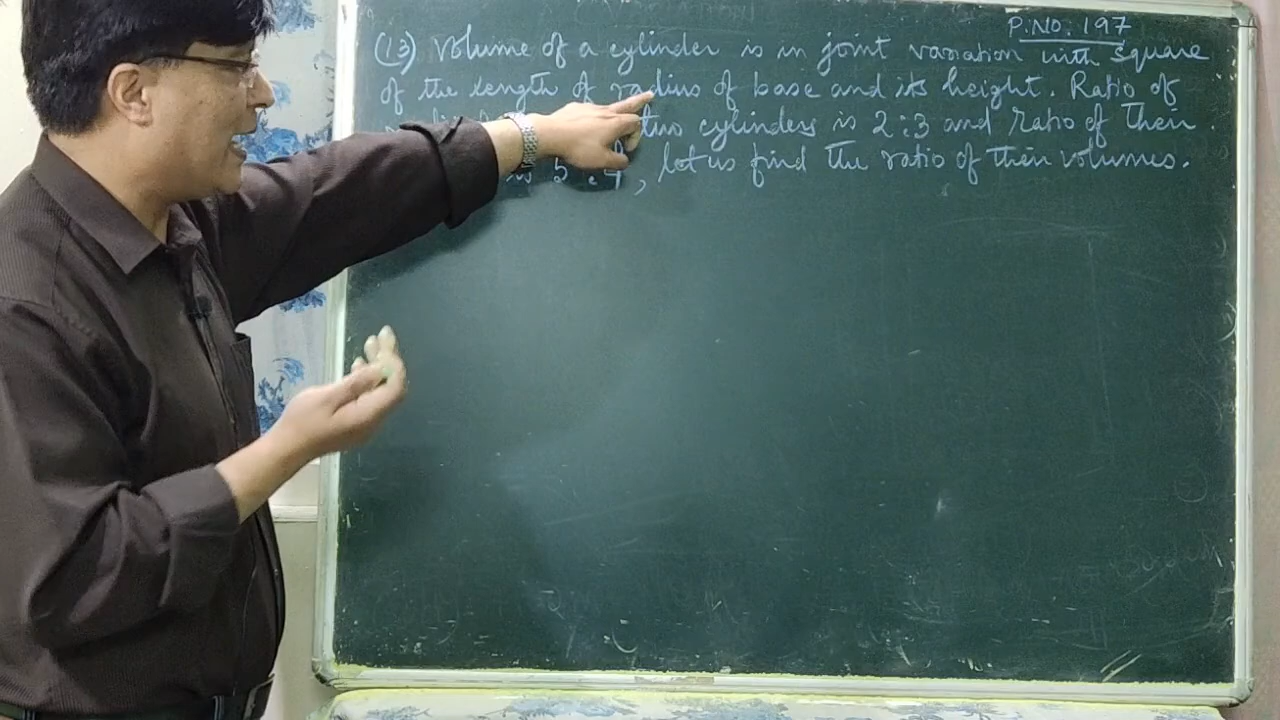 P.NO. 197
(13) Volume of a cylinder is in joint variation with square
of the length of radius of base and its height. Ratio of
two cylinders is 2:3 and ratio of their
is 5:4, let us find the ratio of their volumes.